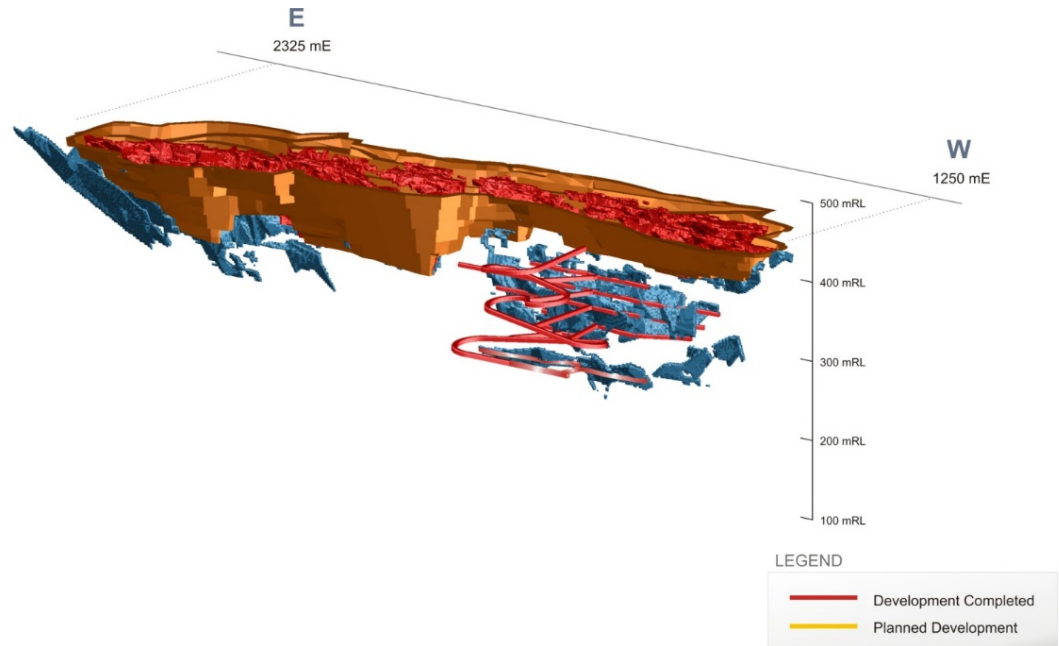 E
2325 mE
W
1250 mE
500 mRL
400 mRL
300 mRL
200 mRL
100 mRL
LEGEND
Development Completed
Planned Development